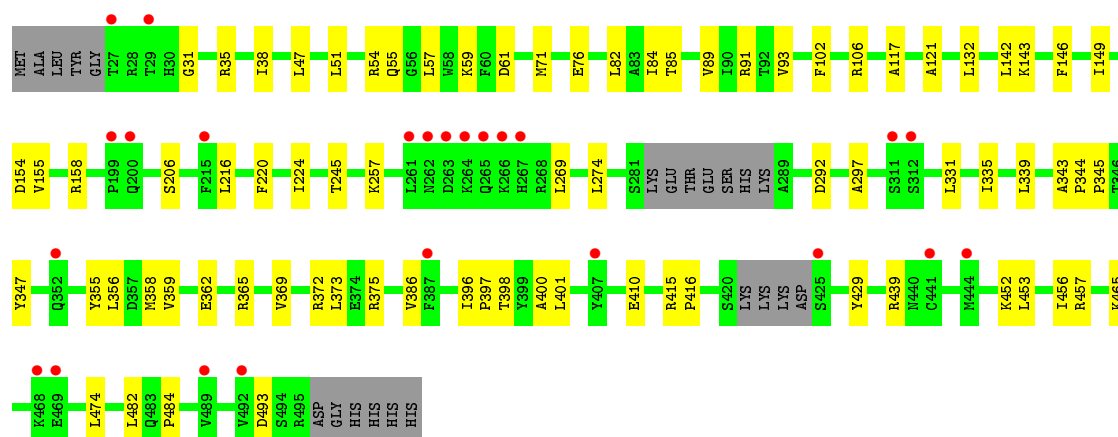 MET ALA LEU TYR GLY T27 R28 T29 H30 G31 R35 I38 L47 L51 R54 Q55 G56 L57 W58 K59 F60 D61 M71 E76 L82 A83 I84 T85 V89 I90 R91 T92 V93 F102 R106 A117 A121 L132 L142 K143 F146 I149
D154 V155 R158 P199 Q200 S206 F215 L216 F220 I224 T245 K257 L261 N262 D263 K264 Q265 K266 H267 R268 L269 L274 S281 LYS GLU THR GLU SER HIS LYS A289 D292 A297 S311 S312 L331 I335 L339 A343 P344 P345 T346
Y347 Q352 Y355 L356 D357 M358 V359 E362 R365 V369 R372 L373 E374 R375 V386 F387 I396 P397 T398 Y399 A400 L401 Y407 E410 R415 P416 S420 LYS LYS LYS ASP S425 Y429 R439 N440 C441 M444 K452 L453 I456 R457 K465
K468 E469 L474 L482 Q483 P484 V489 V492 D493 S494 R495 ASP GLY HIS HIS HIS HIS